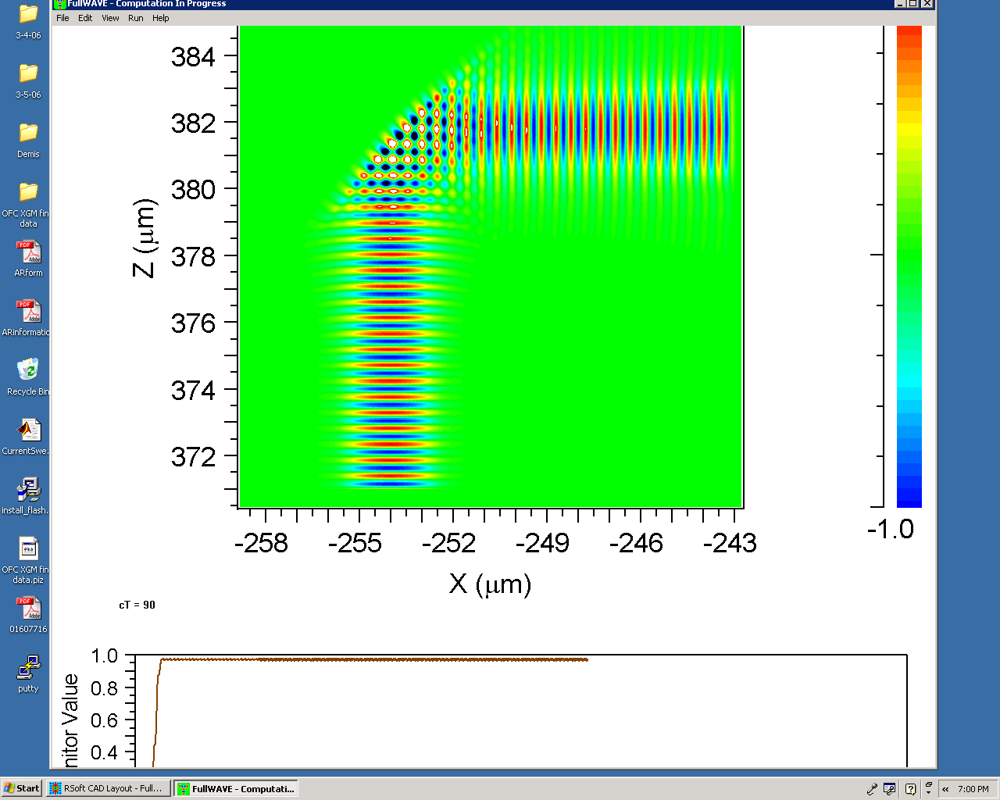 FullWAVE - Computation In Progress
File Edit View Run Help
3-4-06
3-5-06
Demis
OFC XGM fin
data
ARform
ARinformatic
Recycle Bin
CurrentSwe.
install_flash.
OFC XGM fin
data.piz
01607716
putty
384
382
380
378
376
374
372
Z (µm)
-258 -255 -252 -249 -246 -243
X (µm)
-1.0
cT = 90
1.0
0.8
0.6
0.4
nitor Value
Start RSoft CAD Layout - Full... FullWAVE - Computati... « 7:00 PM